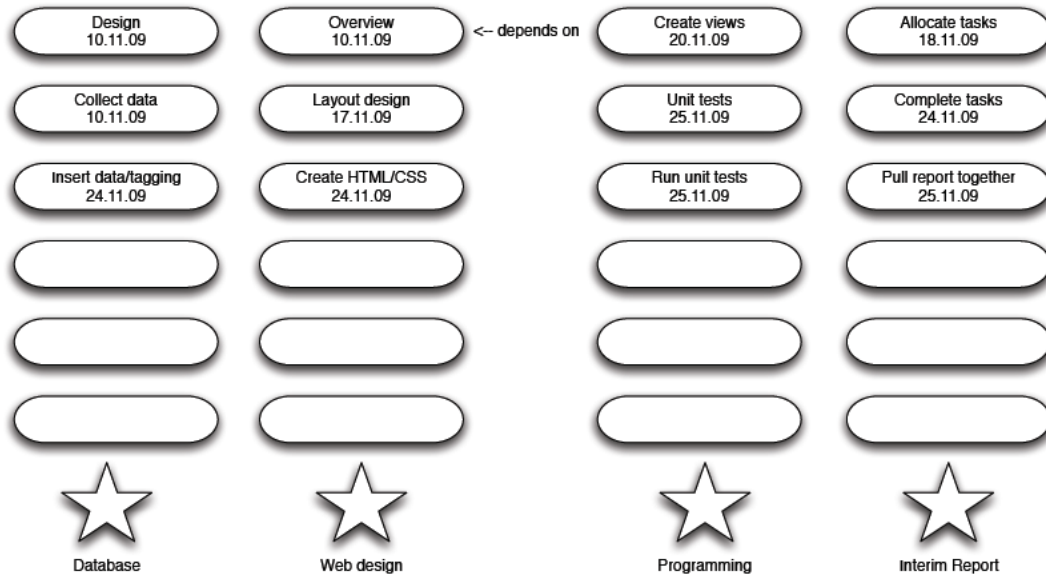 Design
10.11.09
Overview
10.11.09
<-- depends on
Create views
20.11.09
Allocate tasks
18.11.09
Collect data
10.11.09
Layout design
17.11.09
Unit tests
25.11.09
Complete tasks
24.11.09
Insert data/tagging
24.11.09
Create HTML/CSS
24.11.09
Run unit tests
25.11.09
Pull report together
25.11.09
Database
Web design
Programming
Interim Report